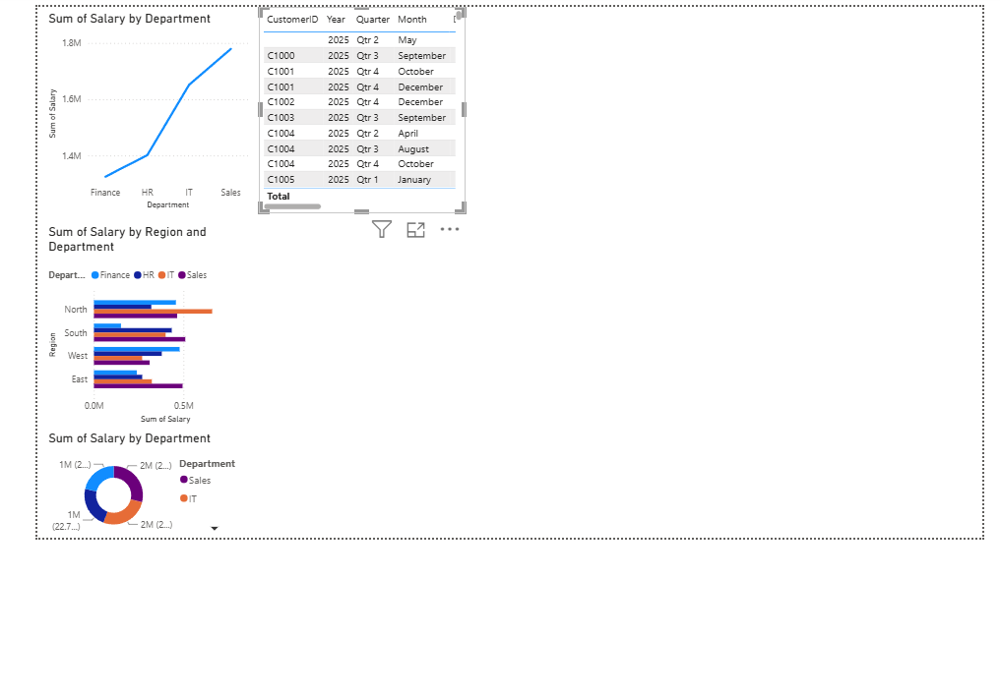 Sum of Salary by Department
1.8M
1.6M
1.4M
Sum of Salary
Finance HR IT Sales
Department
CustomerID Year Quarter Month
2025 Qtr 2 May
C1000 2025 Qtr 3 September
C1001 2025 Qtr 4 October
C1001 2025 Qtr 4 December
C1002 2025 Qtr 4 December
C1003 2025 Qtr 3 September
C1004 2025 Qtr 2 April
C1004 2025 Qtr 3 August
C1004 2025 Qtr 4 October
C1005 2025 Qtr 1 January
Total
Sum of Salary by Region and
Department
Depart... Finance HR IT Sales
Region
North
South
West
East
0.0M 0.5M
Sum of Salary
Sum of Salary by Department
1M (2...) 2M (2...)
1M
(22.7...)
2M (2...)
Department
Sales
IT